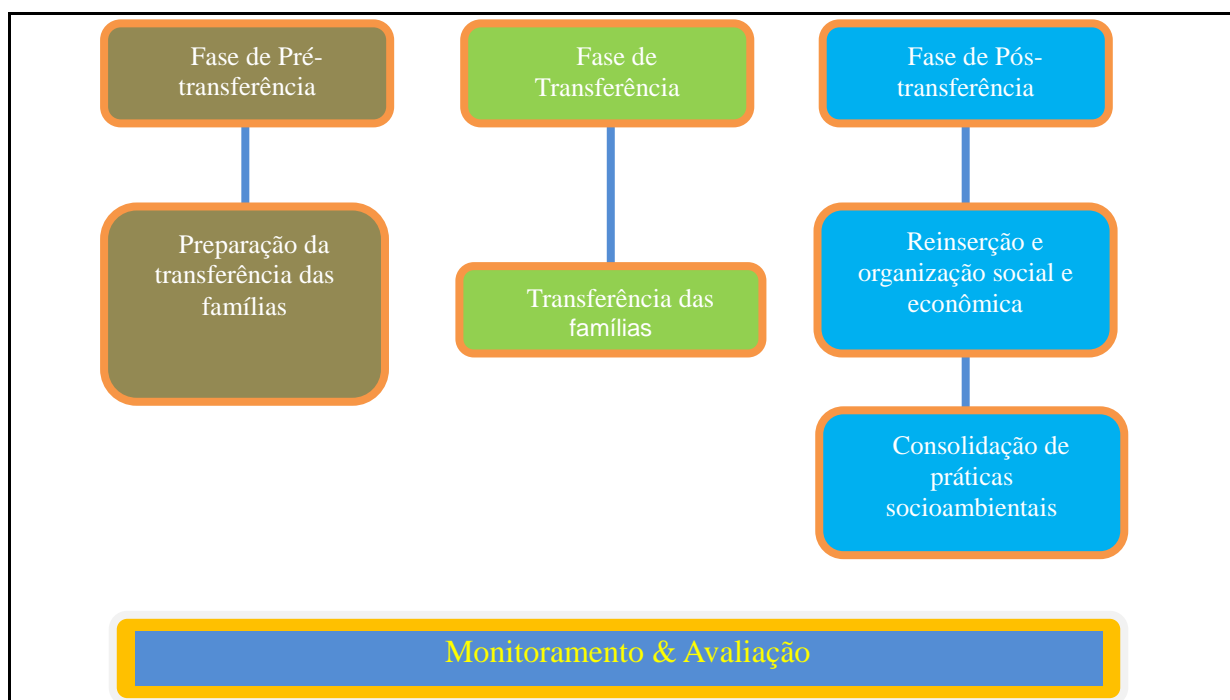 Fase de Pré-
transferência
Fase de
Transferência
Fase de Pós-
transferência
Preparação da
transferência das
famílias
Transferência das
famílias
Reinserção e
organização social e
econômica
Consolidação de
práticas
socioambientais
Monitoramento & Avaliação